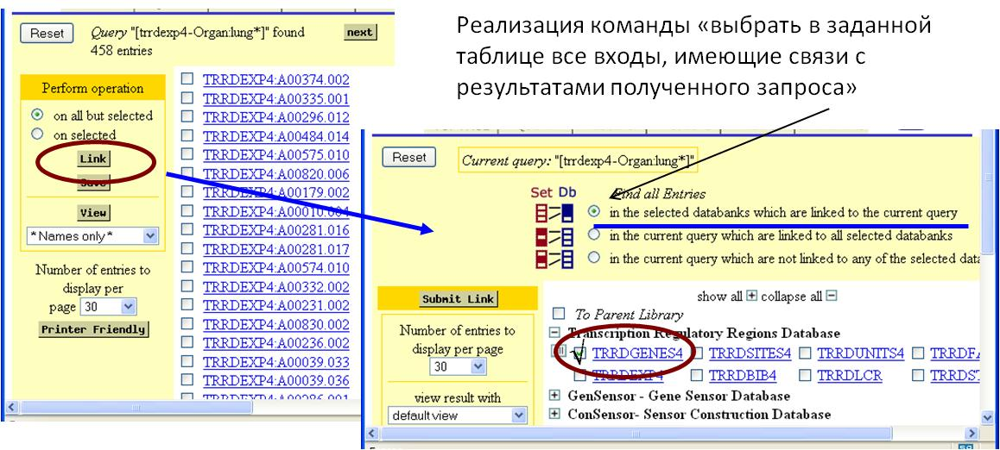 Реализация команды «выбрать в заданной
таблице все входы, имеющие связи с
результатами полученного запроса»
Reset
Query "[trrdexp4-Organ:lung*]" found
458 entries
next
Perform operation
on all but selected
on selected
Link
Save
View
*Names only*
Number of entries to
display per
page 30
Printer Friendly
TRRDEXP4:A00374.002
TRRDEXP4:A00335.001
TRRDEXP4:A00296.012
TRRDEXP4:A00484.014
TRRDEXP4:A00575.010
TRRDEXP4:A00820.006
TRRDEXP4:A00179.002
TRRDEXP4:A00010.004
TRRDEXP4:A00281.016
TRRDEXP4:A00281.017
TRRDEXP4:A00574.010
TRRDEXP4:A00332.002
TRRDEXP4:A00231.002
TRRDEXP4:A00830.002
TRRDEXP4:A00236.002
TRRDEXP4:A00039.033
TRRDEXP4:A00039.036
TRRDEXP4:A00286.001
Reset
Current query: "[trrdexp4-Organ:lung*]"
Set Db
Find all Entries
in the selected databanks which are linked to the current query
in the current query which are linked to all selected databanks
in the current query which are not linked to any of the selected data
Submit Link
Number of entries to
display per page
30
view result with
default view
show all collapse all
To Parent Library
Transcription Regulatory Regions Database
TRRDGENES4 TRRDSITES4 TRRDUNITS4 TRRDFA
TRRDEXP4 TRRDBIB4 TRRDLCR TRRDST
GenSensor - Gene Sensor Database
ConSensor- Sensor Construction Database